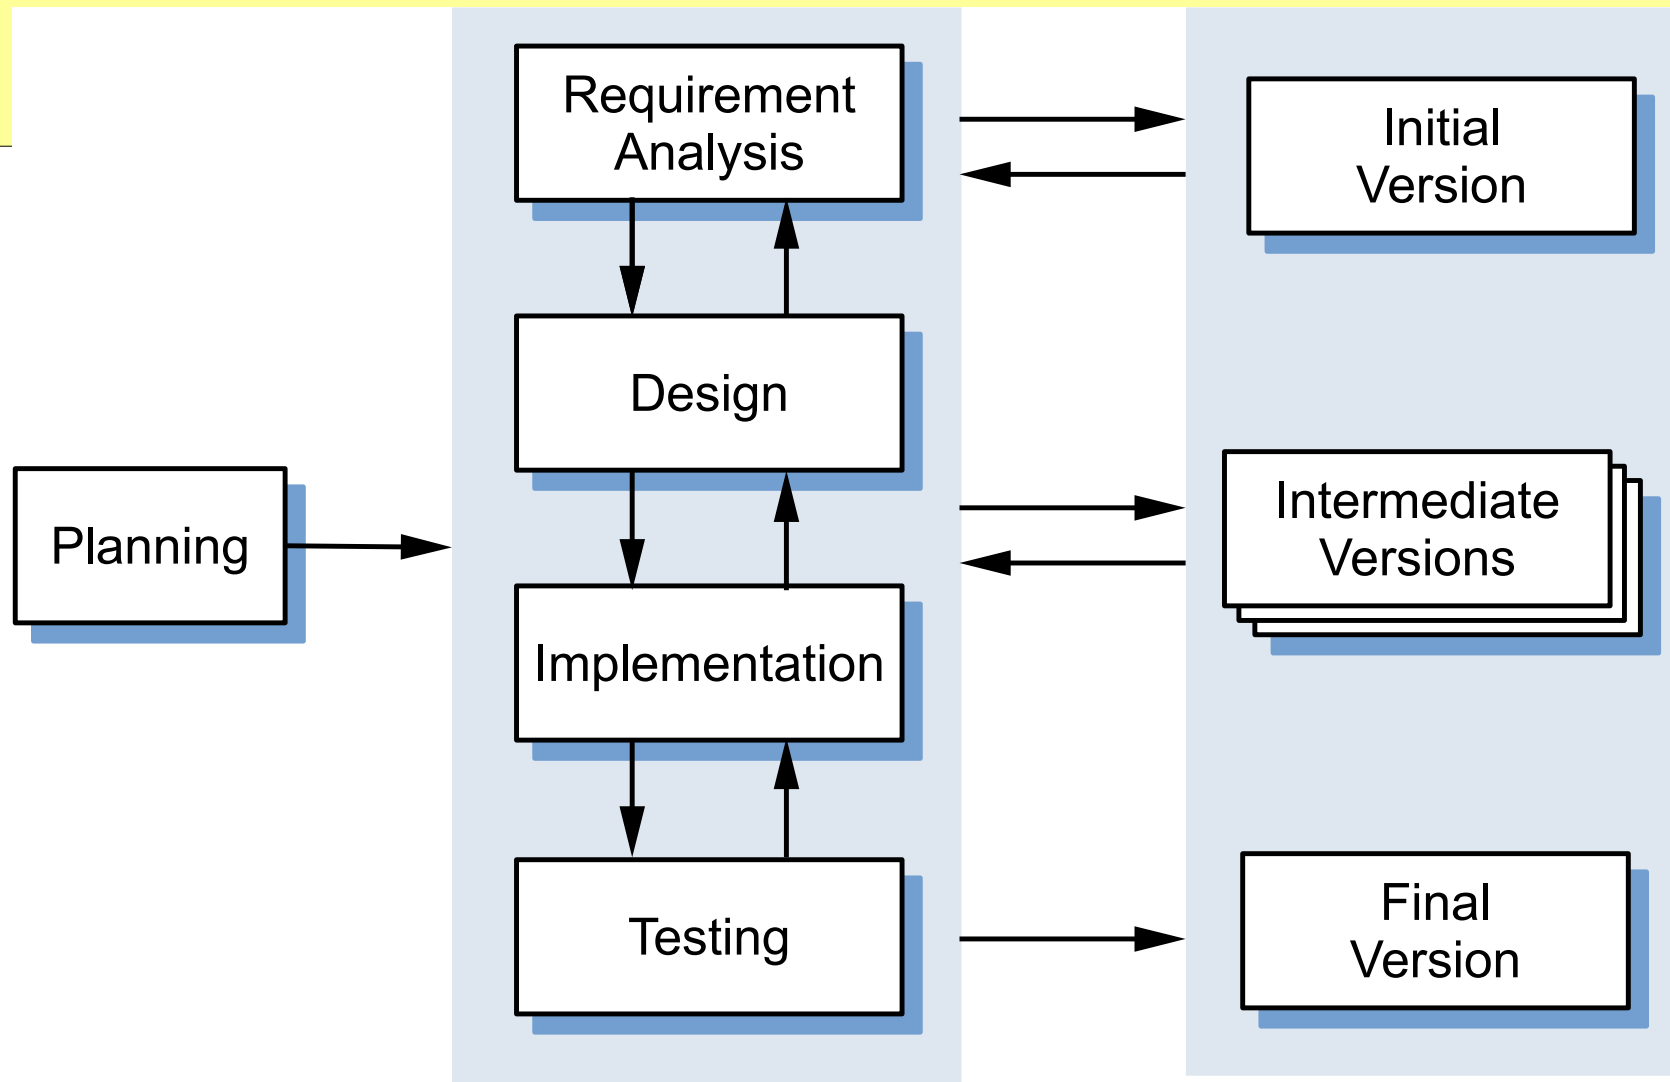 Requirement
Analysis
Initial
Version
Design
Planning
Intermediate
Versions
Implementation
Testing
Final
Version